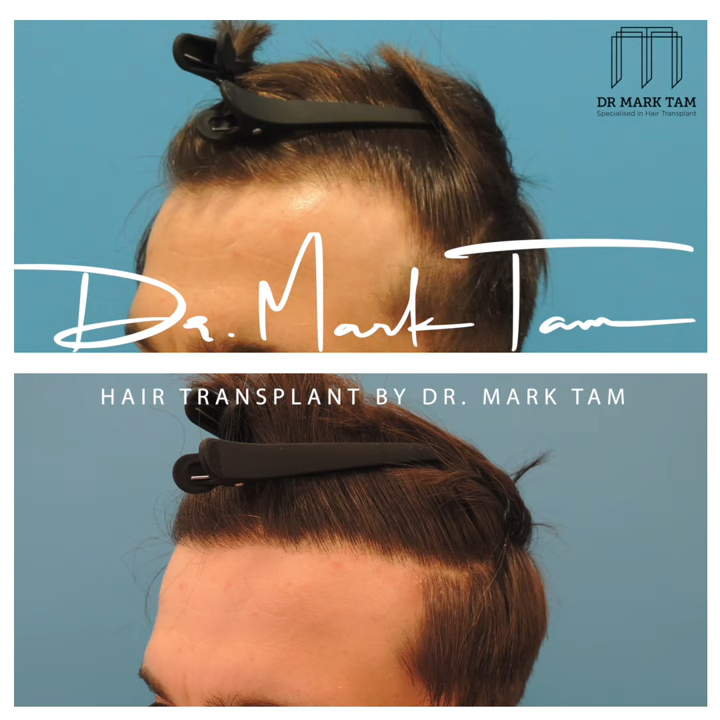 DR MARK TAM
Specialised in Hair Transplant
Dr. Mark Tam
HAIR TRANSPLANT BY DR. MARK TAM